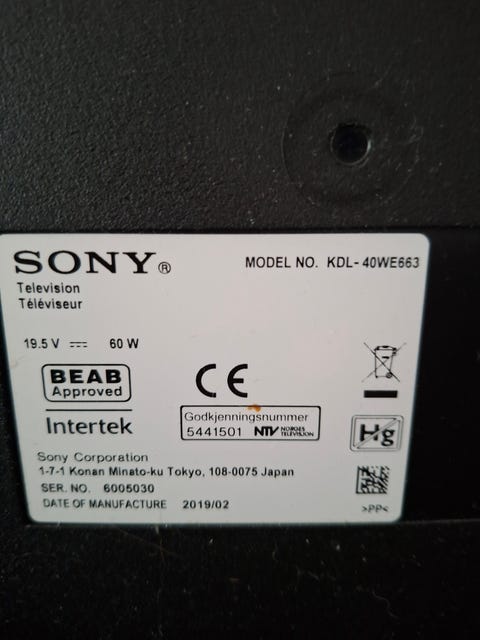 SONY®
MODEL NO. KDL-40WE663
Television
Téléviseur
19.5 V ⎓ 60 W
BEAB
Approved
CE
Intertek
Godkjenningsnummer
5441501 NTV NORGES TELEVISJON
Hg
Sony Corporation
1-7-1 Konan Minato-ku Tokyo, 108-0075 Japan
SER. NO. 6005030
DATE OF MANUFACTURE 2019/02
>PP<